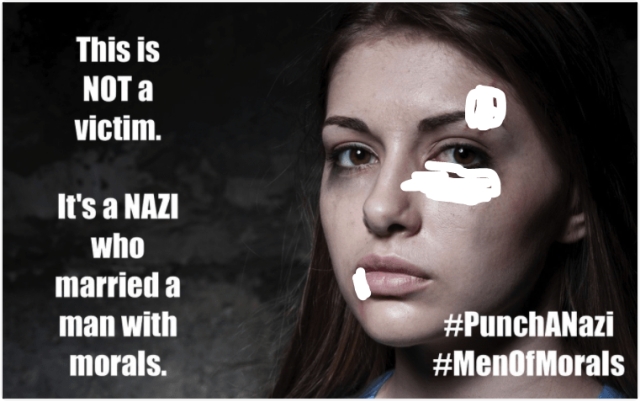 This is
NOT a
victim.
It's a NAZI
who
married a
man with
morals.
#PunchANazi
#MenOfMorals